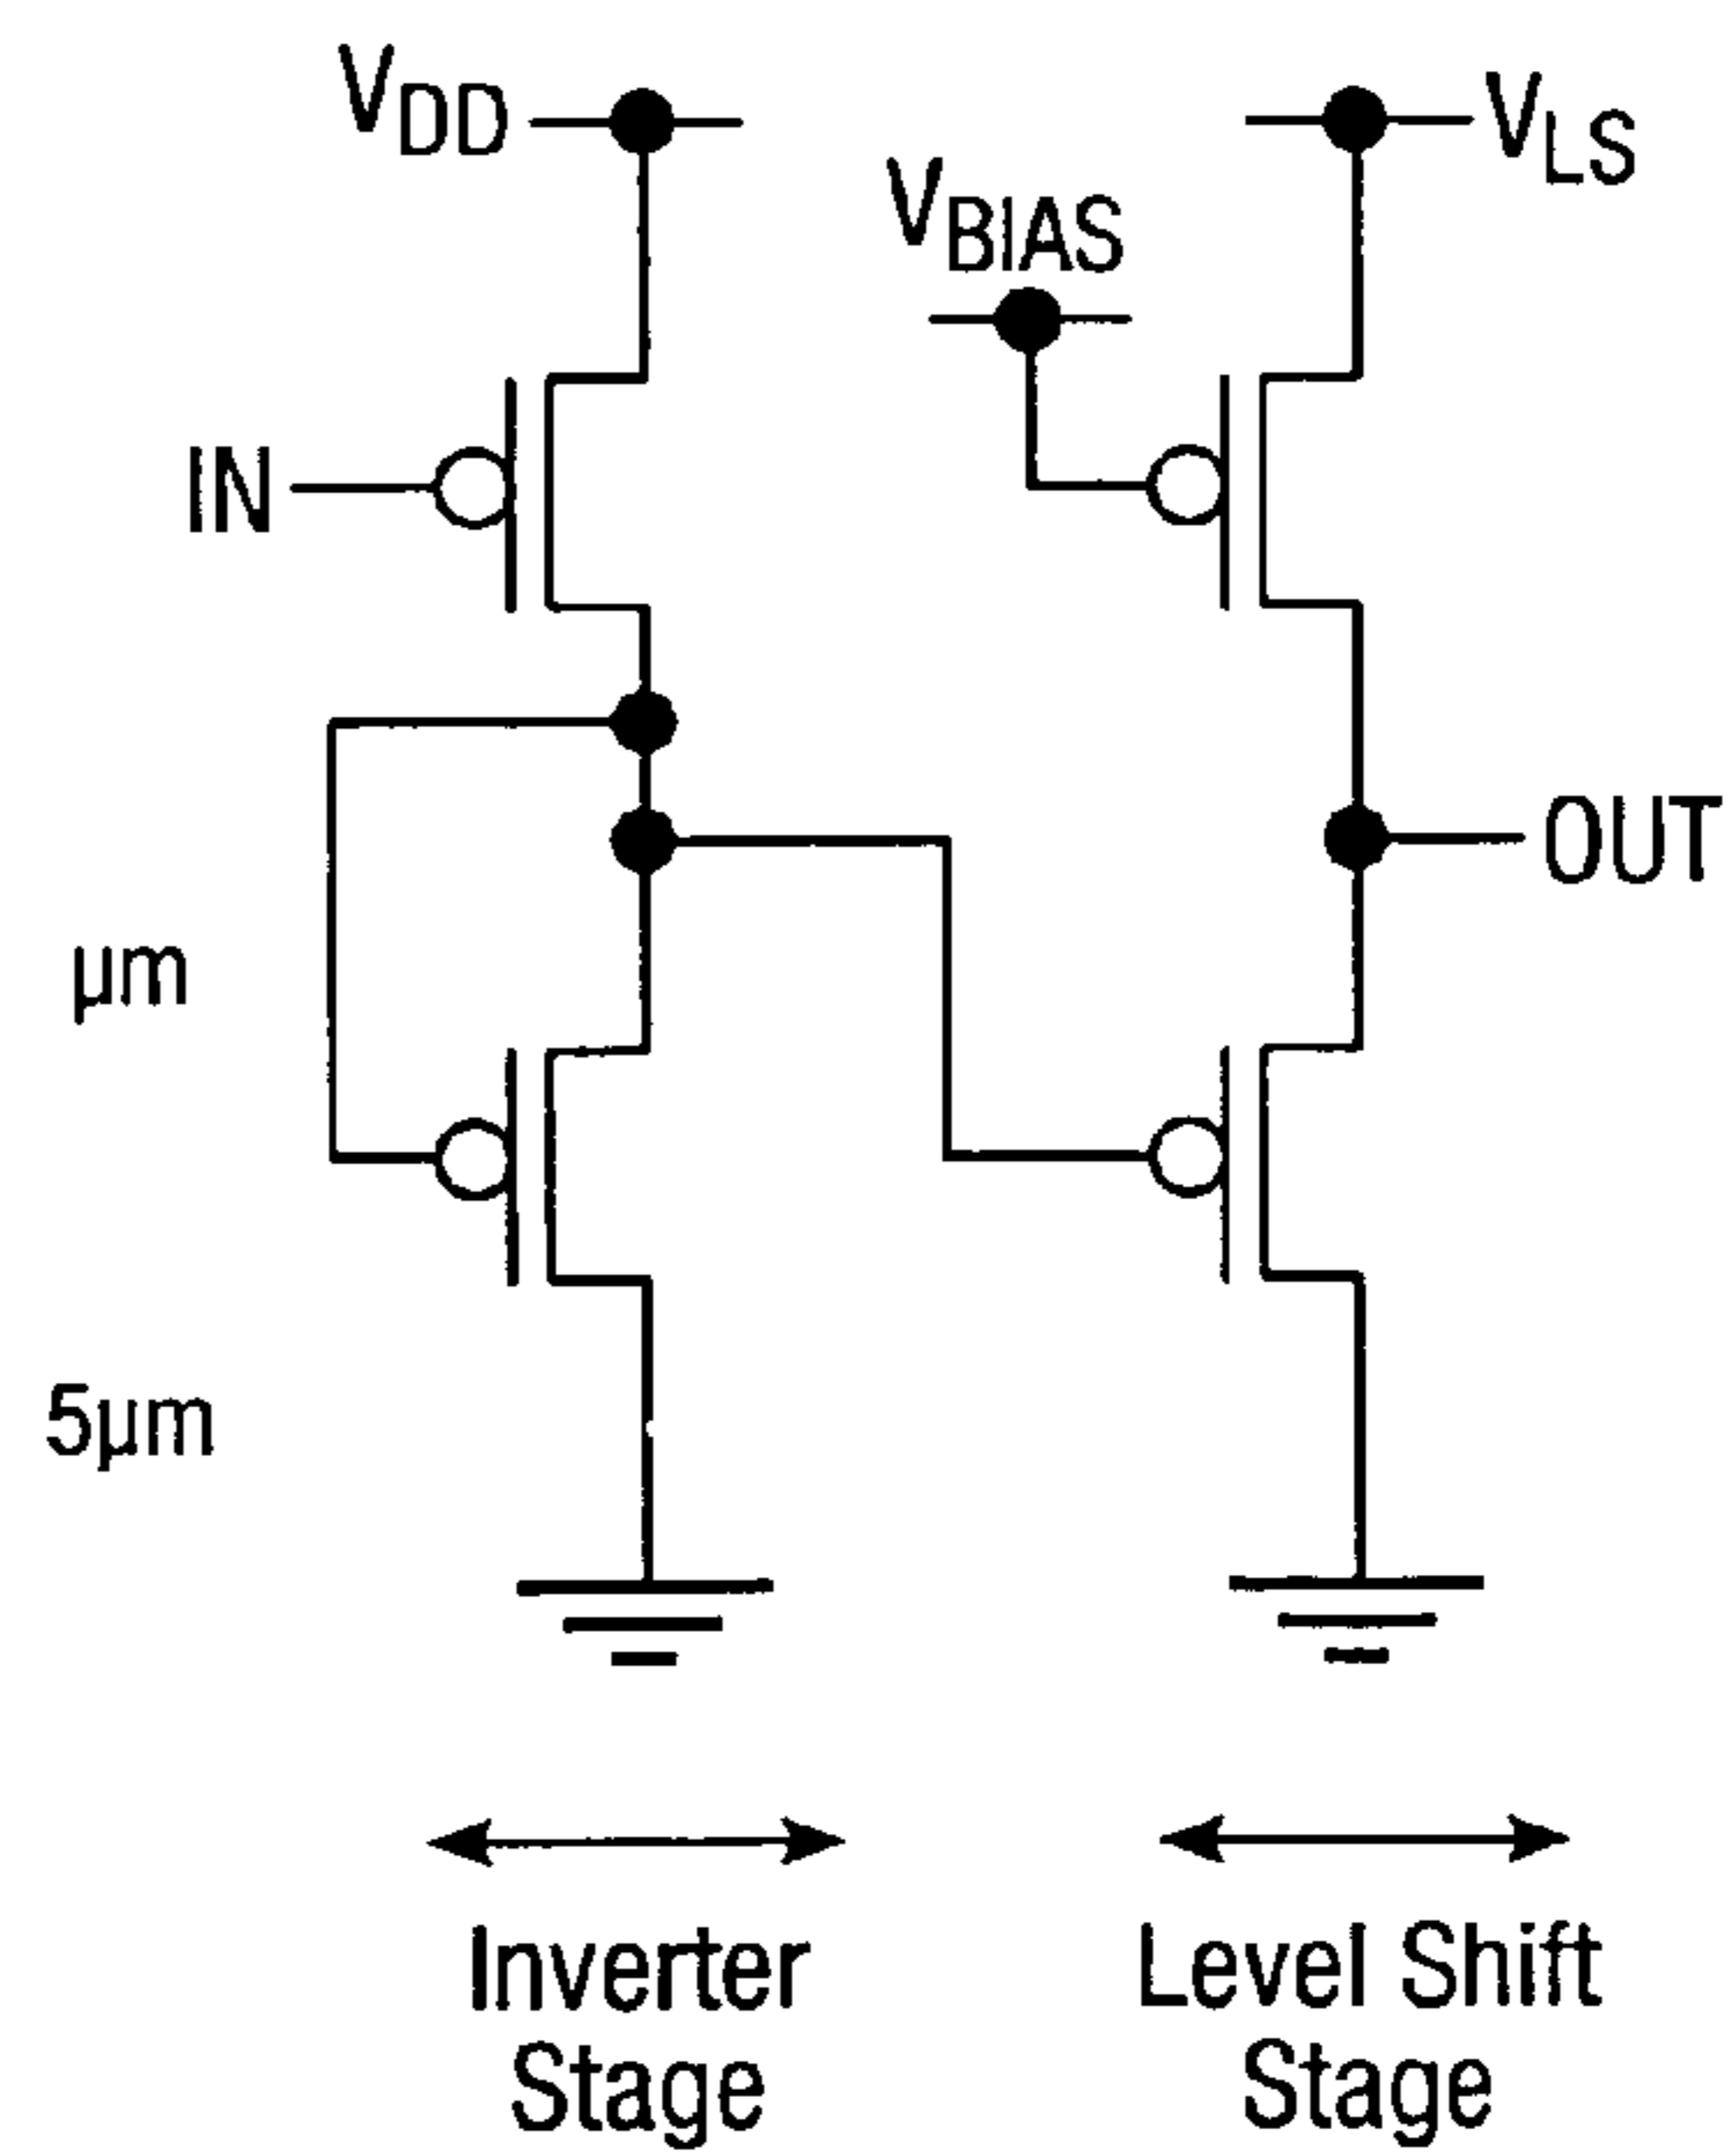 VDD
VLS
VBIAS
IN
OUT
µm
5µm
Inverter
Stage
Level Shift
Stage